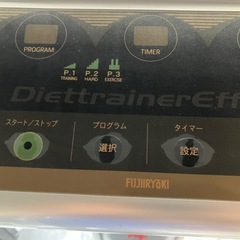 PROGRAM TIMER
P.1 P.2 P.3
TRAINING HARD EXERCISE
DiettrainerEff
スタート/ストップ プログラム タイマー
選択 設定
FUJIIRYOKI